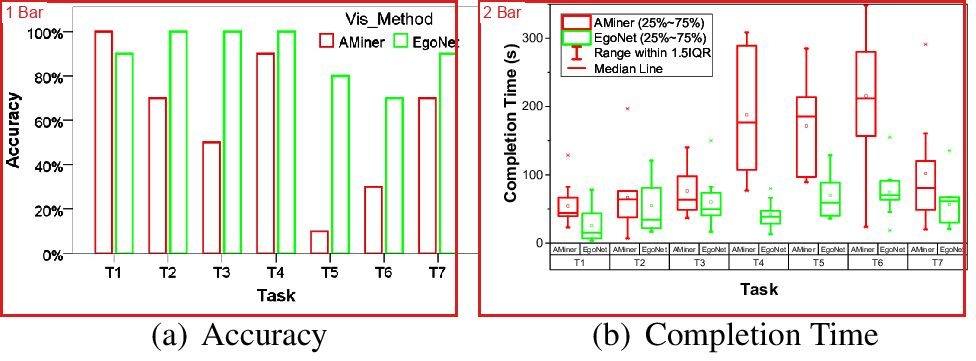 1 Bar
Vis_Method
AMiner EgoNet
100%
80%
60%
40%
20%
0%
Accuracy
T1 T2 T3 T4 T5 T6 T7
Task
(a) Accuracy
2 Bar
AMiner (25%~75%)
EgoNet (25%~75%)
Range within 1.5IQR
Median Line
300
200
100
0
Completion Time (s)
AMiner EgoNet AMiner EgoNet AMiner EgoNet AMiner EgoNet AMiner EgoNet AMiner EgoNet AMiner EgoNet
T1 T2 T3 T4 T5 T6 T7
Task
(b) Completion Time